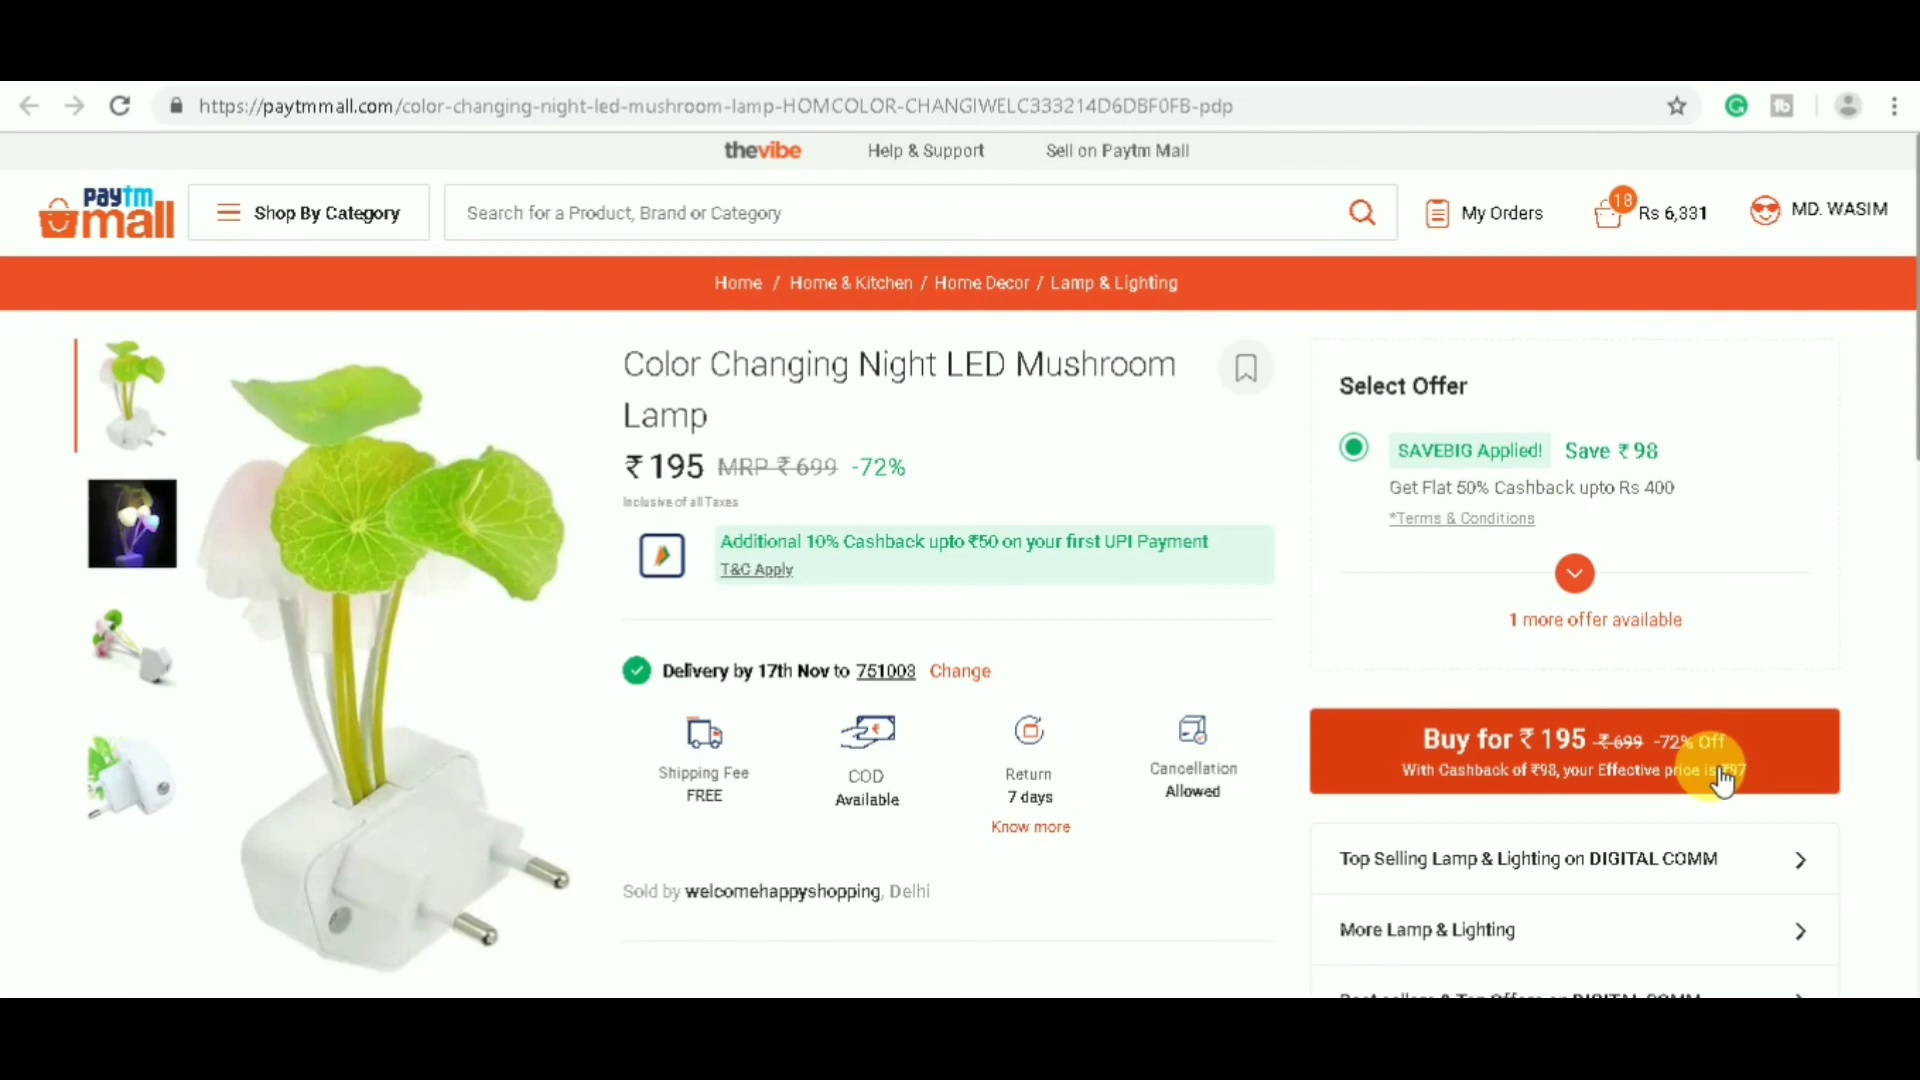 https://paytmmall.com/color-changing-night-led-mushroom-lamp-HOMCOLOR-CHANGIWELC333214D6DBF0FB-pdp
thevibe Help & Support Sell on Paytm Mall
paytm
mall
Shop By Category
Search for a Product, Brand or Category
My Orders
18
Rs 6,331
MD. WASIM
Home / Home & Kitchen / Home Decor / Lamp & Lighting
Color Changing Night LED Mushroom
Lamp
₹195 MRP ₹699 -72%
Inclusive of all Taxes
Additional 10% Cashback upto ₹50 on your first UPI Payment
T&C Apply
Delivery by 17th Nov to 751003 Change
Shipping Fee
FREE
COD
Available
Return
7 days
Know more
Cancellation
Allowed
Sold by welcomehappyshopping, Delhi
Select Offer
SAVEBIG Applied! Save ₹98
Get Flat 50% Cashback upto Rs 400
*Terms & Conditions
1 more offer available
Buy for ₹195 ₹699 -72% Off
With Cashback of ₹98, your Effective price is ₹97
Top Selling Lamp & Lighting on DIGITAL COMM
More Lamp & Lighting